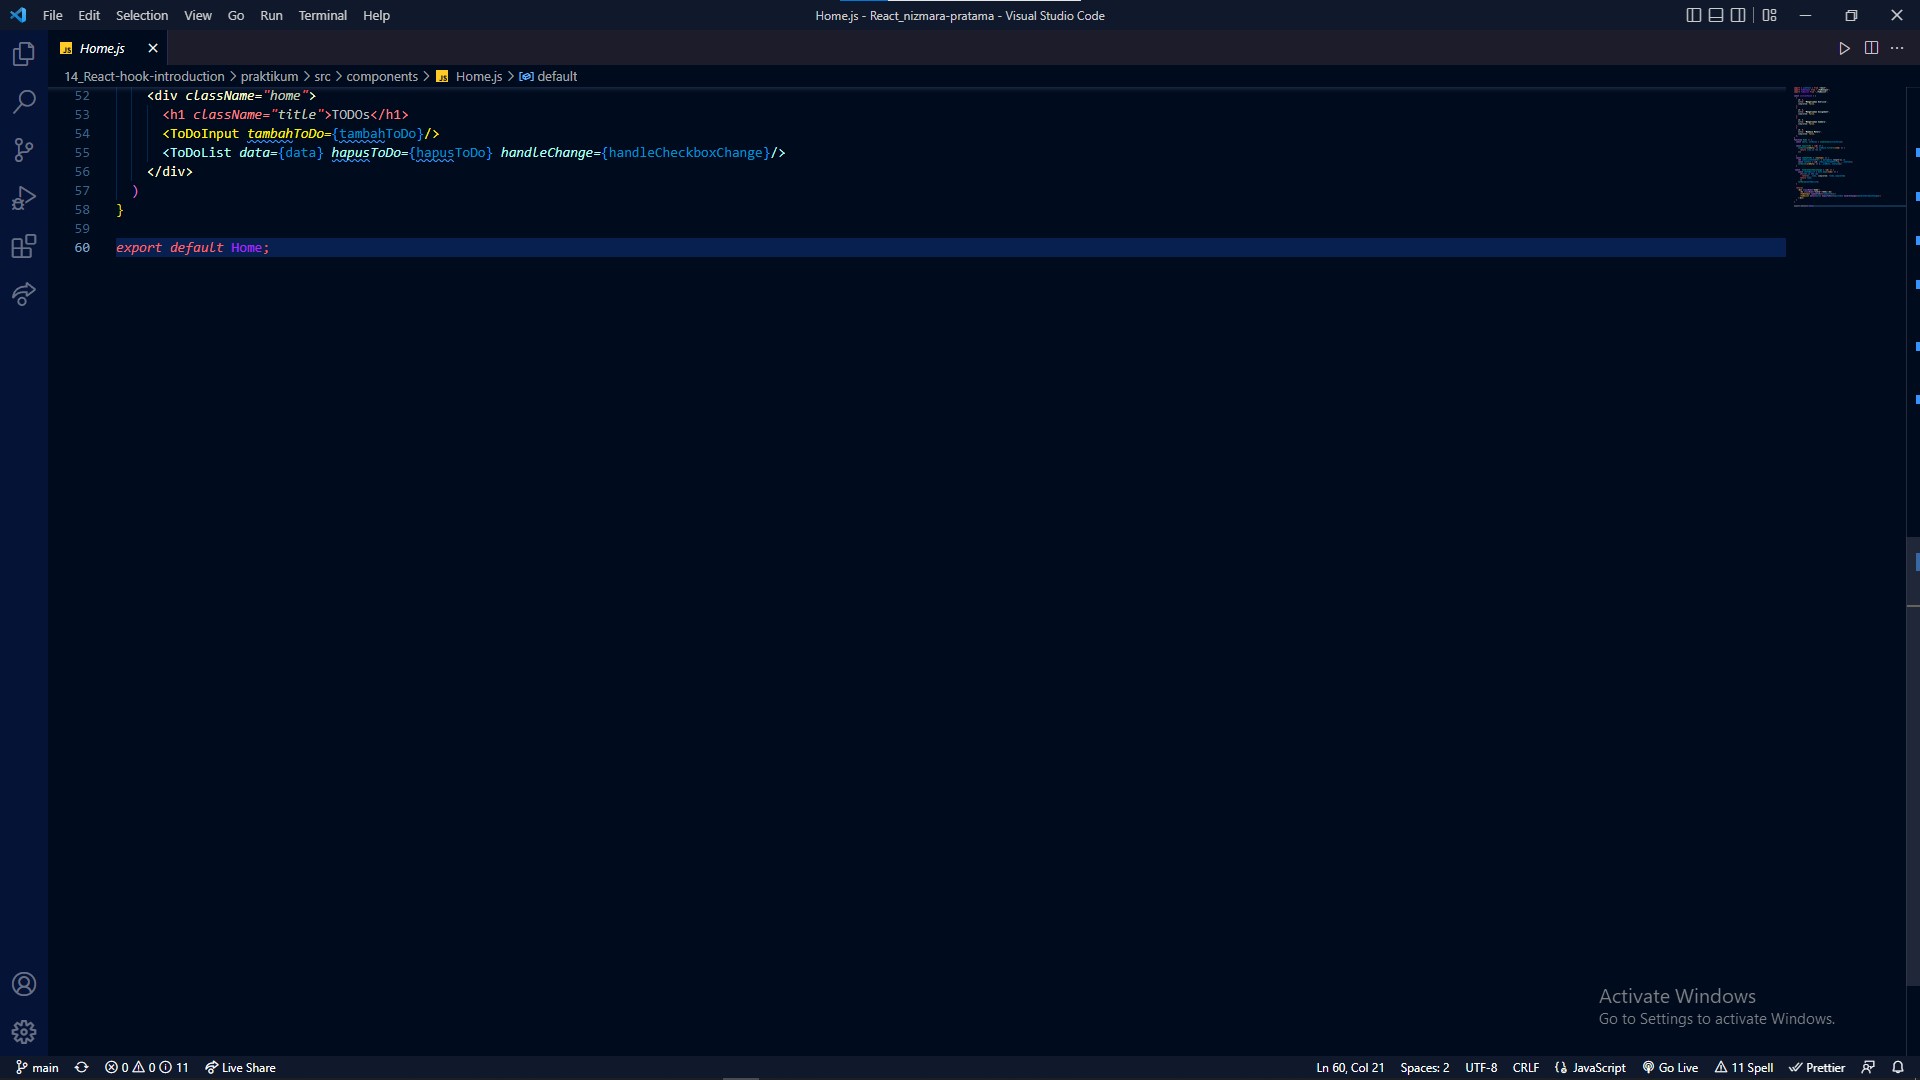 File Edit Selection View Go Run Terminal Help
Home.js - React_nizmara-pratama - Visual Studio Code
JS Home.js
14_React-hook-introduction > praktikum > src > components > JS Home.js > default
52 <div className="home">
53 <h1 className="title">TODOs</h1>
54 <ToDoInput tambahToDo={tambahToDo}/>
55 <ToDoList data={data} hapusToDo={hapusToDo} handleChange={handleCheckboxChange}/>
56 </div>
57 )
58 }
59
60 export default Home;
Activate Windows
Go to Settings to activate Windows.
main 0 0 11 Live Share Ln 60, Col 21 Spaces: 2 UTF-8 CRLF JavaScript Go Live 11 Spell Prettier